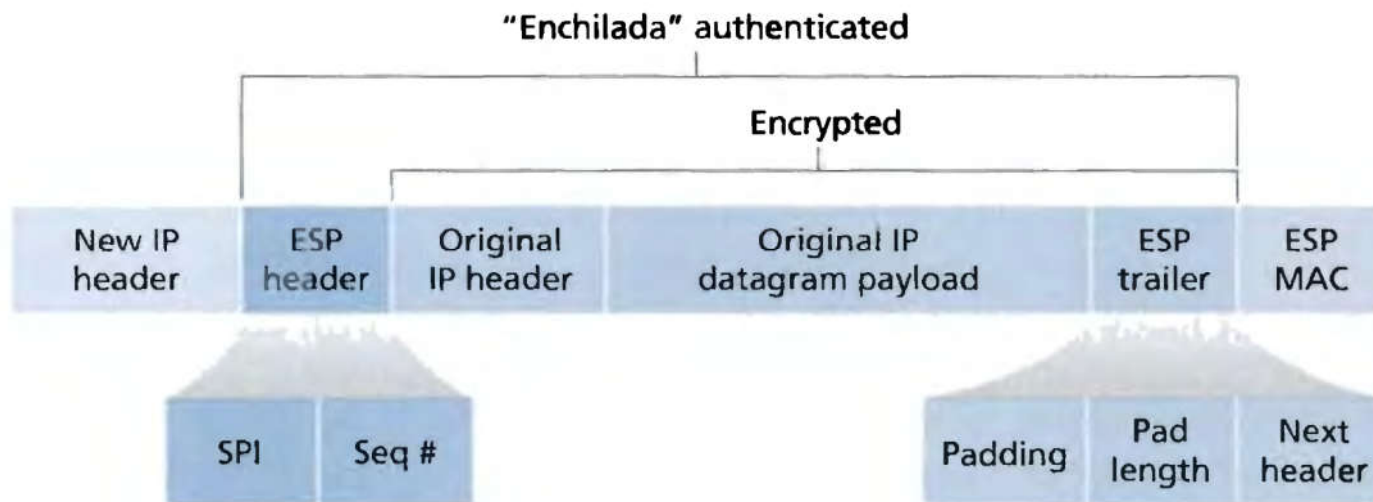 “Enchilada” authenticated
Encrypted
New IP
header
ESP
header
Original
IP header
Original IP
datagram payload
ESP
trailer
ESP
MAC
SPI
Seq #
Padding
Pad
length
Next
header